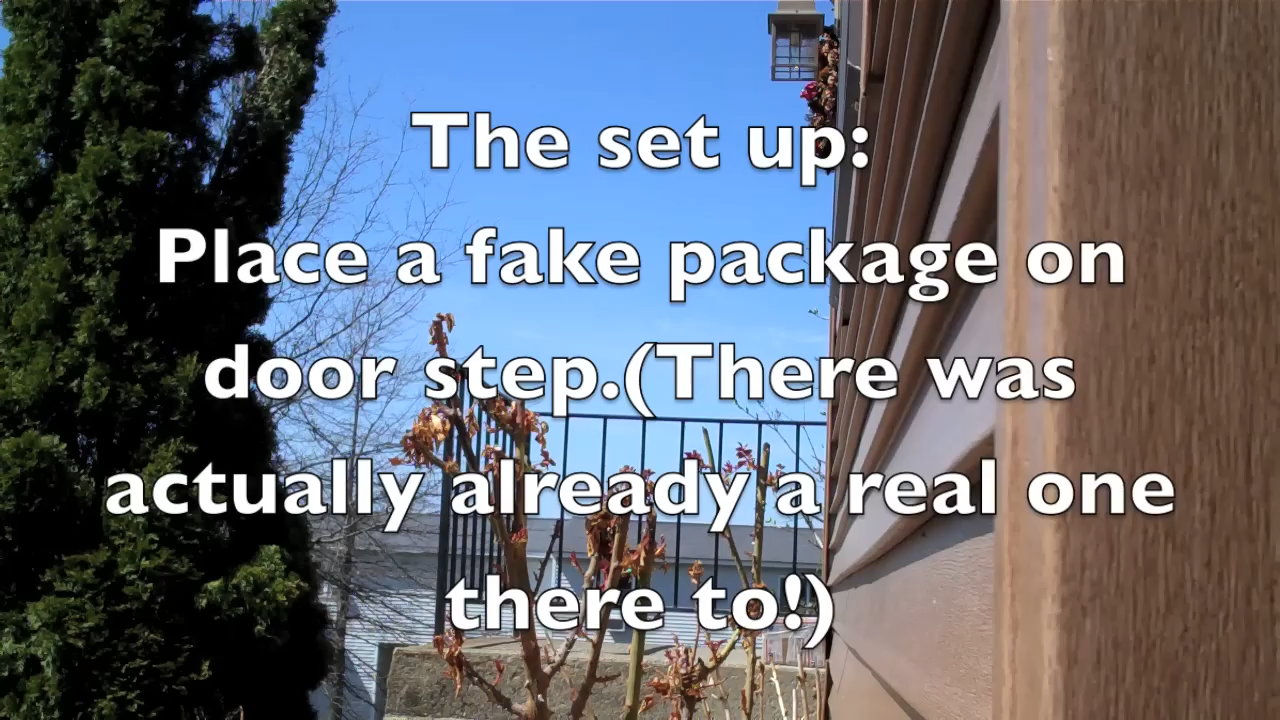 The set up:
Place a fake package on
door step.(There was
actually already a real one
there to!)